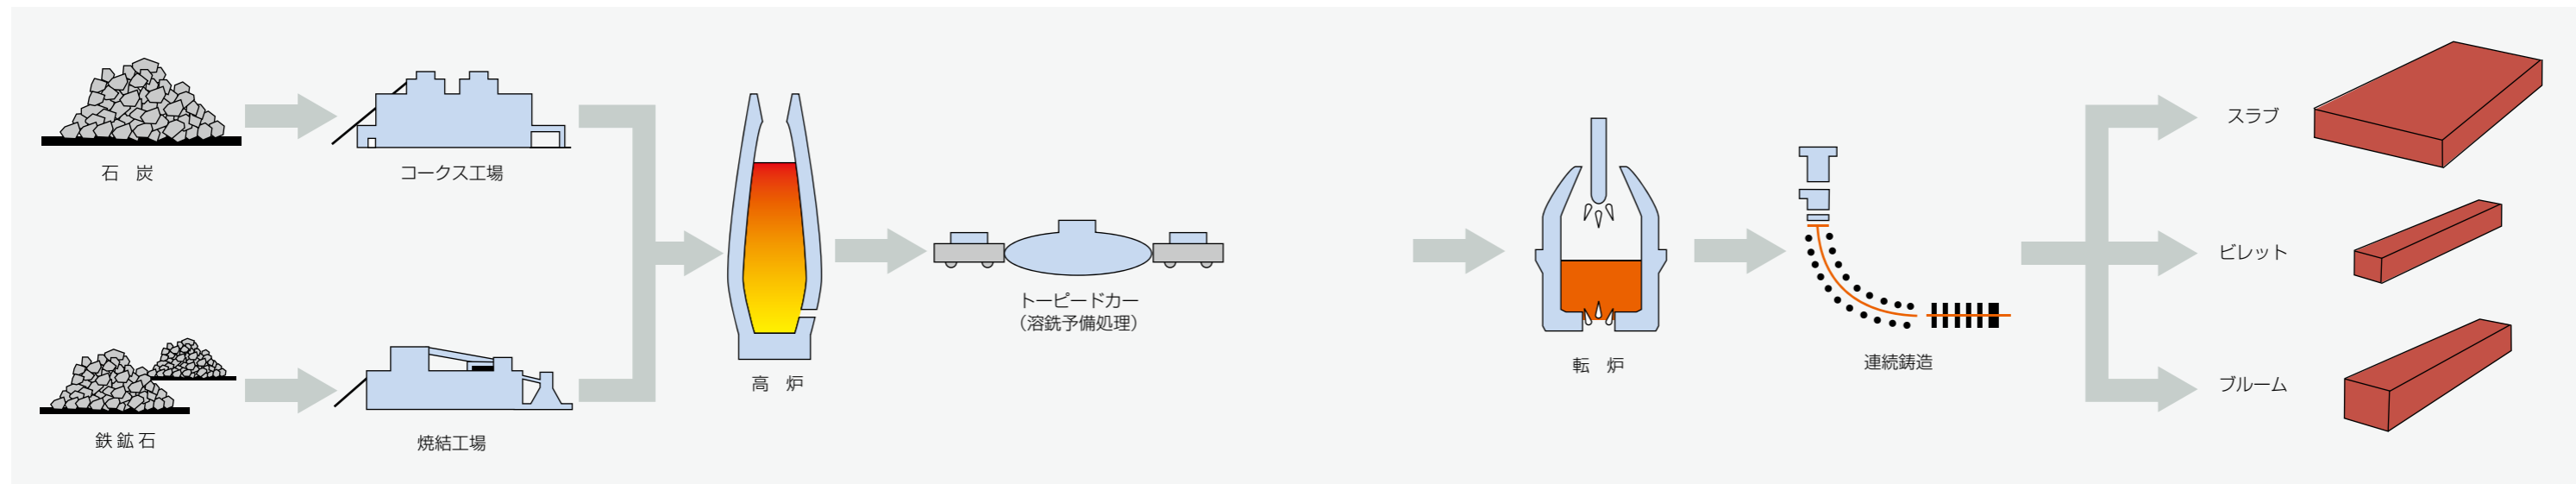 石 炭
コークス工場
鉄鉱石
焼結工場
高 炉
トーピードカー
(溶銑予備処理)
転 炉
連続鋳造
スラブ
ビレット
ブルーム